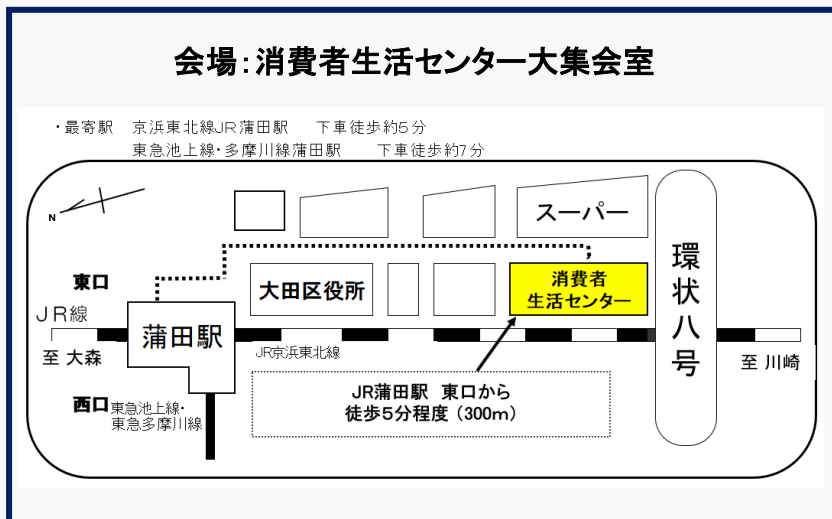 会場：消費者生活センター大集会室
・最寄駅　京浜東北線JR蒲田駅　下車徒歩約5分
東急池上線・多摩川線蒲田駅　下車徒歩約7分
N
スーパー
東口
大田区役所
消費者
生活センター
環状八号
JR線
蒲田駅
至 大森
JR京浜東北線
至 川崎
JR蒲田駅　東口から
徒歩5分程度（300m）
西口
東急池上線・
東急多摩川線